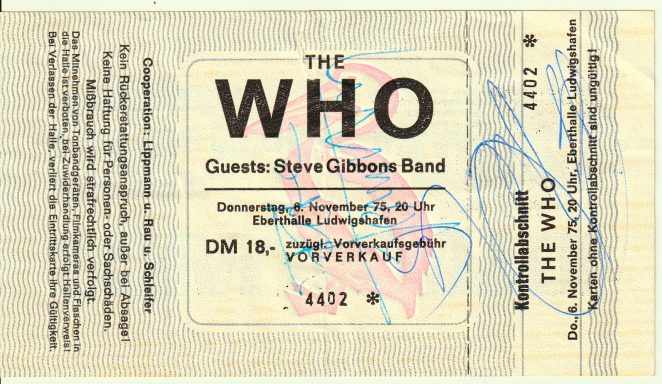 Cooperation: Lippmann u. Rau u. Schleifer
Kein Rückerstattungsanspruch, außer bei Absage!
Keine Haftung für Personen- oder Sachschäden.
Mißbrauch wird strafrechtlich verfolgt.
Das Mitnehmen von Tonbandgeräten, Filmkameras und Flaschen in
die Halle ist verboten, bei Zuwiderhandlung erfolgt Hallenverweis!
Bei Verlassen der Halle, verliert die Eintrittskarte ihre Gültigkeit.
THE
WHO
Guests: Steve Gibbons Band
Donnerstag, 6. November 75, 20 Uhr
Eberthalle Ludwigshafen
DM 18,- zuzügl. Vorverkaufsgebühr
VORVERKAUF
4402 *
Kontrollabschnitt 4402 *
THE WHO
Do., 6. November 75, 20 Uhr, Eberthalle Ludwigshafen
Karten ohne Kontrollabschnitt sind ungültig!